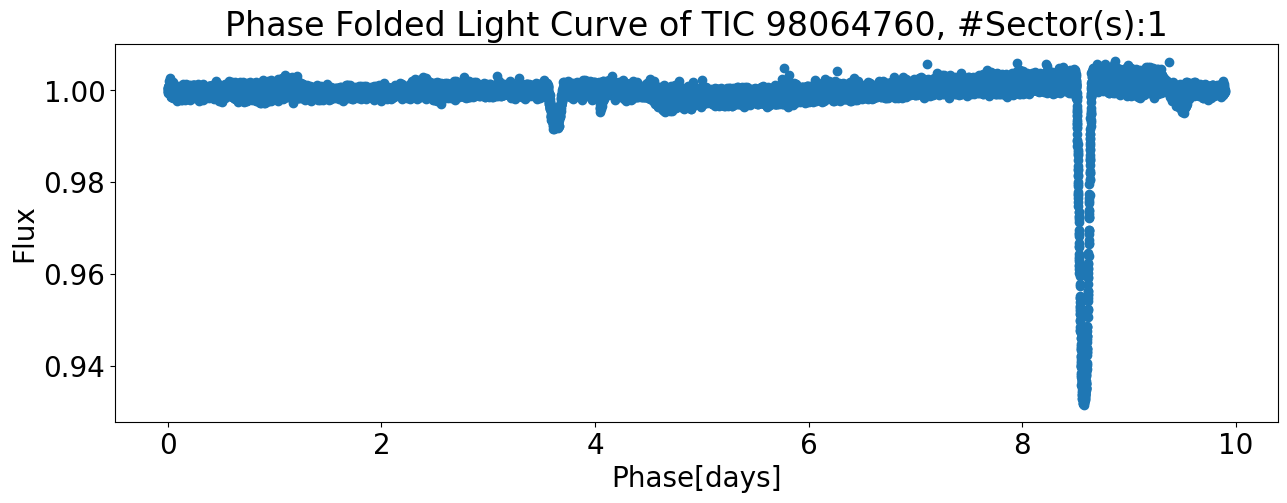 Phase Folded Light Curve of TIC 98064760, #Sector(s):1
1.00
0.98
0.96
0.94
Flux
0 2 4 6 8 10
Phase[days]